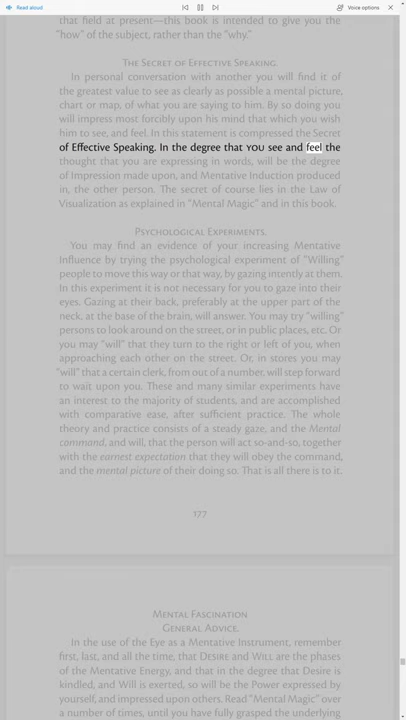 Read aloud
Voice options
that field at present—this book is intended to give you the
"how" of the subject, rather than the "why."
The Secret of Effective Speaking.
In personal conversation with another you will find it of
the greatest value to see as clearly as possible a mental picture,
chart or map, of what you are saying to him. By so doing you
will impress most forcibly upon his mind that which you wish
him to see, and feel. In this statement is compressed the Secret
of Effective Speaking. In the degree that YOU see and feel the
thought that you are expressing in words, will be the degree
of Impression made upon, and Mentative Induction produced
in, the other person. The secret of course lies in the Law of
Visualization as explained in "Mental Magic" and in this book.
Psychological Experiments.
You may find an evidence of your increasing Mentative
Influence by trying the psychological experiment of "Willing"
people to move this way or that way, by gazing intently at them.
In this experiment it is not necessary for you to gaze into their
eyes. Gazing at their back, preferably at the upper part of the
neck, at the base of the brain, will answer. You may try "willing"
persons to look around on the street, or in public places, etc. Or
you may "will" that they turn to the right or left of you, when
approaching each other on the street. Or, in stores you may
"will" that a certain clerk, from out of a number, will step forward
to wait upon you. These and many similar experiments have
an interest to the majority of students, and are accomplished
with comparative ease, after sufficient practice. The whole
theory and practice consists of a steady gaze, and the Mental
command, and will, that the person will act so-and-so, together
with the earnest expectation that they will obey the command,
and the mental picture of their doing so. That is all there is to it.
177
Mental Fascination
General Advice.
In the use of the Eye as a Mentative Instrument, remember
first, last, and all the time, that Desire and Will are the phases
of the Mentative Energy, and that in the degree that Desire is
kindled, and Will is exerted, so will be the Power expressed by
yourself, and impressed upon others. Read "Mental Magic" over
a number of times, until you have fully grasped the underlying